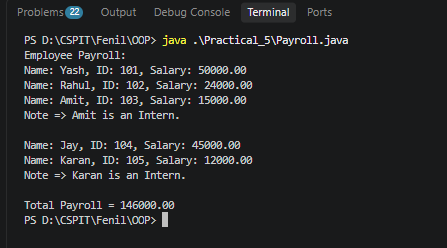 Problems 22 Output Debug Console Terminal Ports
PS D:\CSPIT\Fenil\OOP> java .\Practical_5\Payroll.java
Employee Payroll:
Name: Yash, ID: 101, Salary: 50000.00
Name: Rahul, ID: 102, Salary: 24000.00
Name: Amit, ID: 103, Salary: 15000.00
Note => Amit is an Intern.
Name: Jay, ID: 104, Salary: 45000.00
Name: Karan, ID: 105, Salary: 12000.00
Note => Karan is an Intern.
Total Payroll = 146000.00
PS D:\CSPIT\Fenil\OOP>